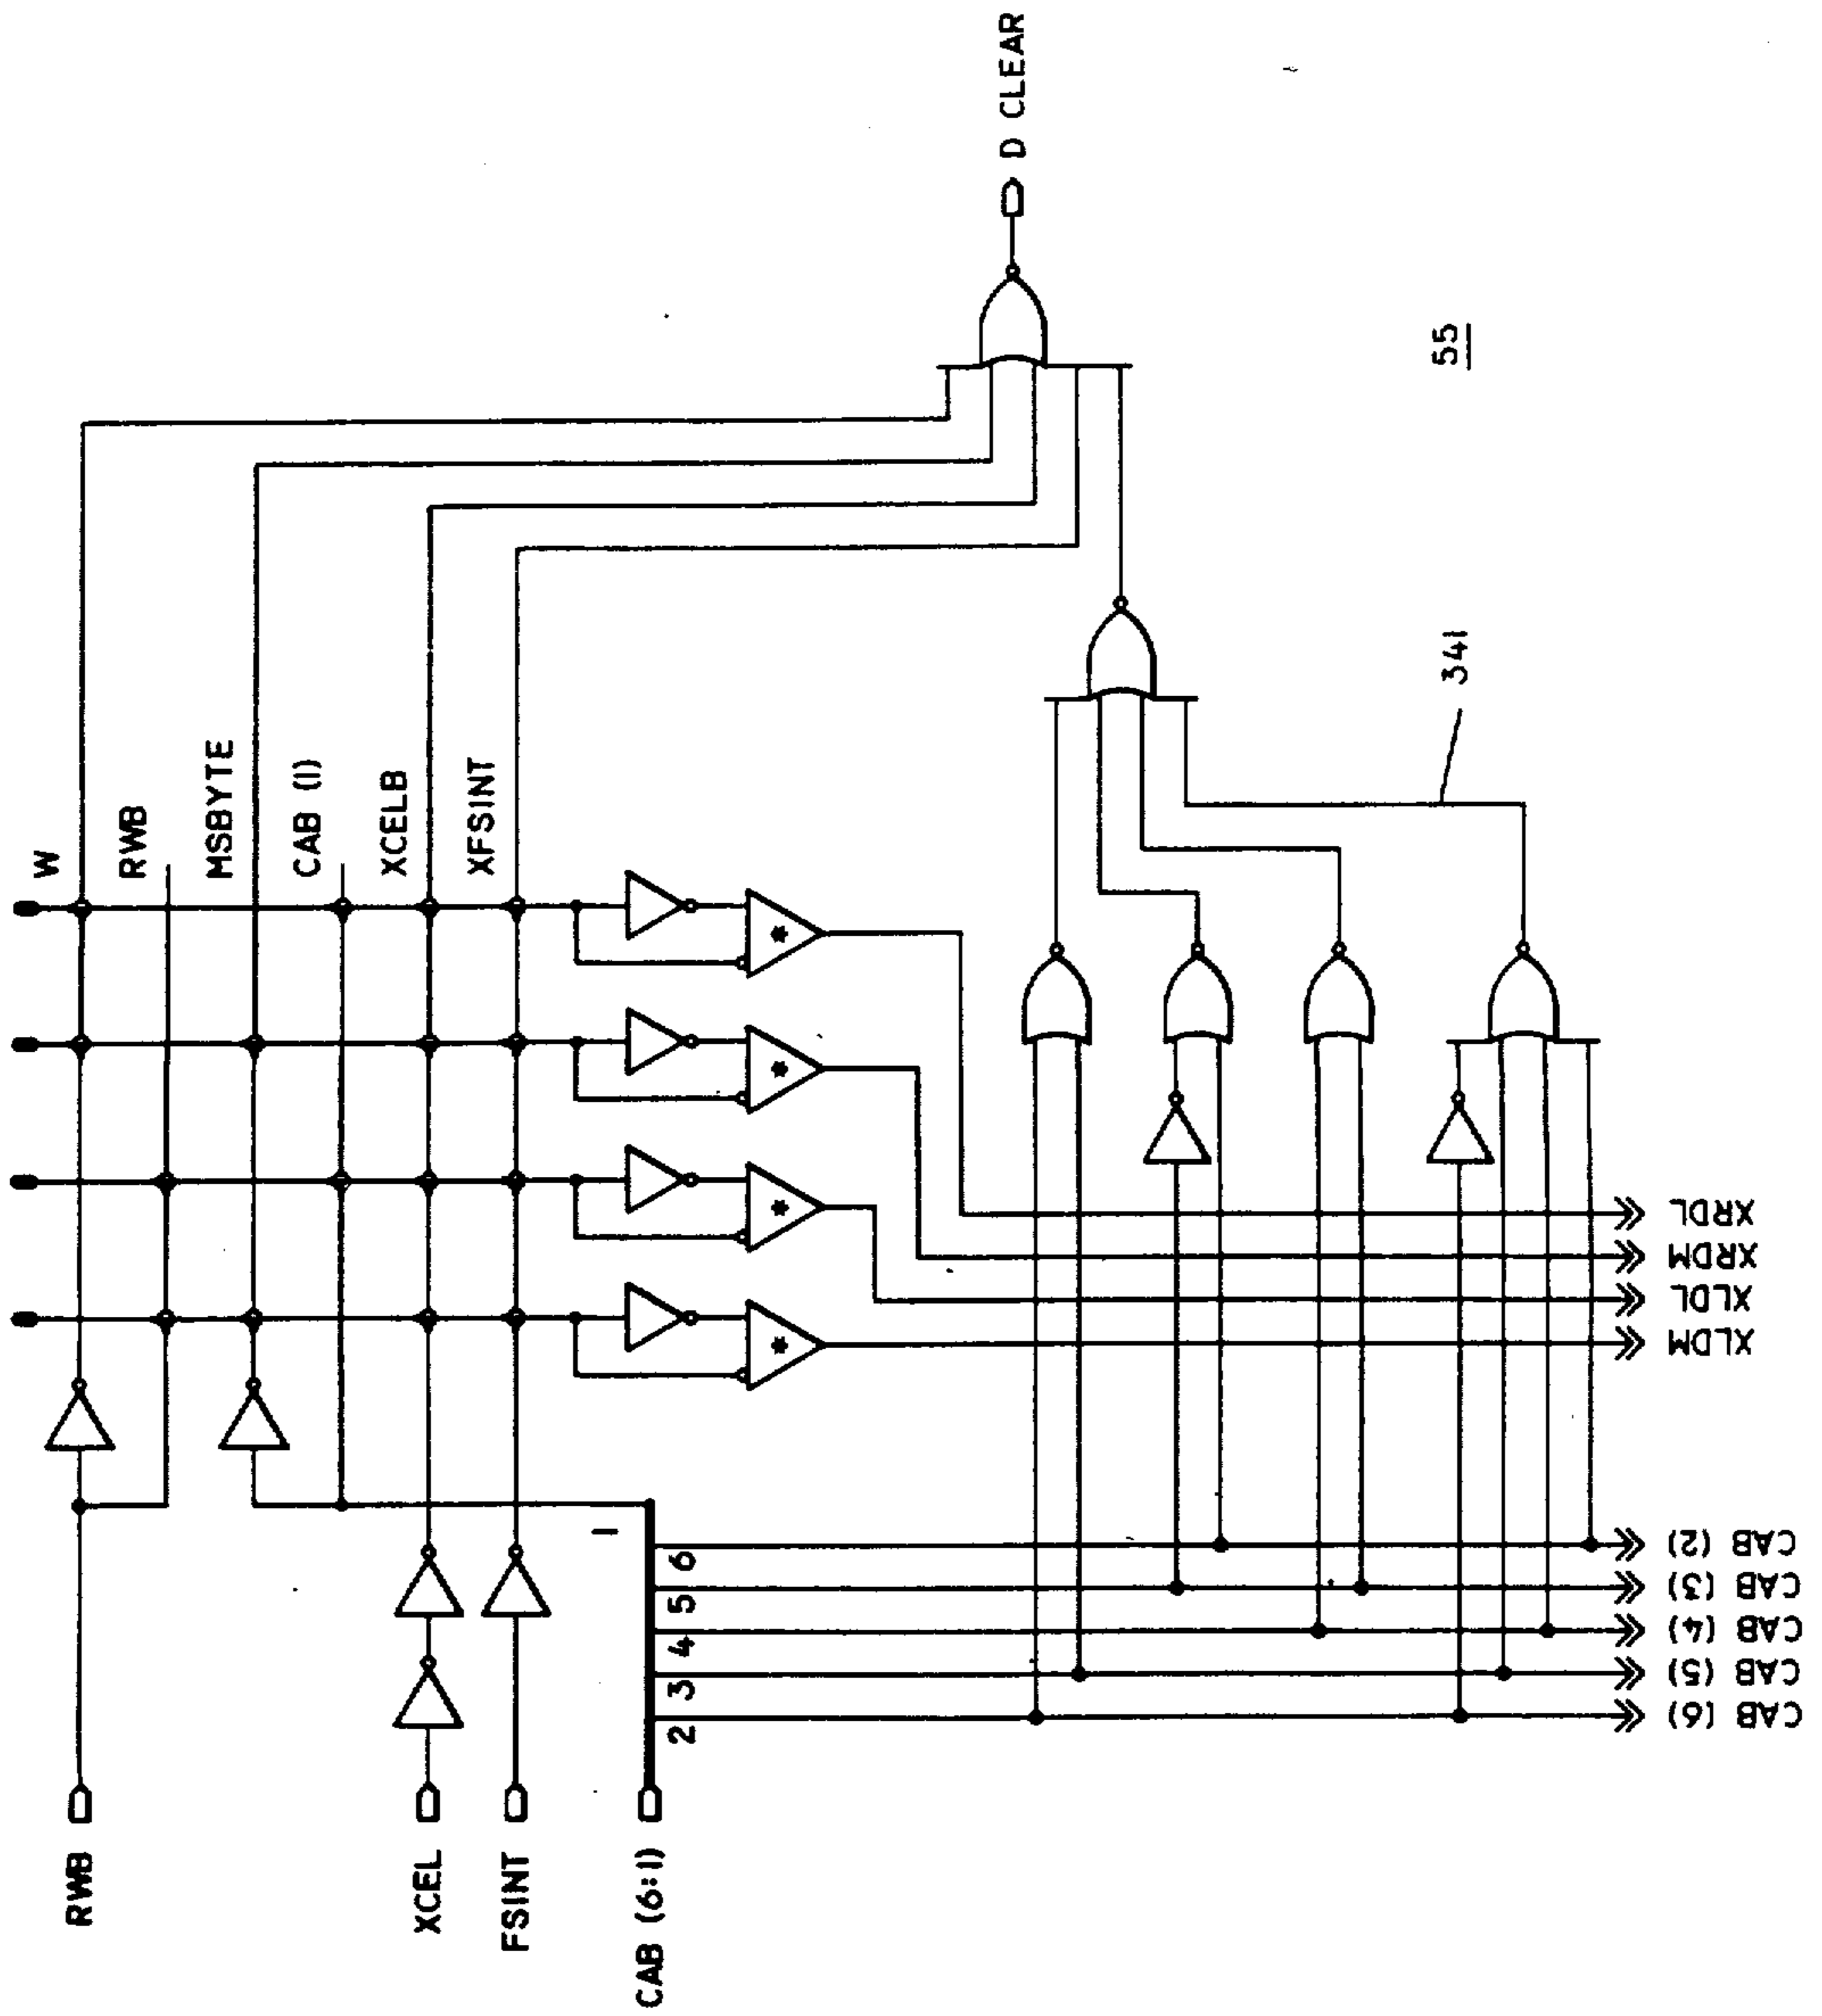 RWB
XCEL
FSINT
CAB (6:1)
W
RWB
MSBYTE
CAB (1)
XCELB
XFSINT
1
6
5
4
3
2
D CLEAR
341
55
XRDL
XRDM
XLDL
XLDM
CAB (2)
CAB (3)
CAB (4)
CAB (5)
CAB (6)
*
*
*
*